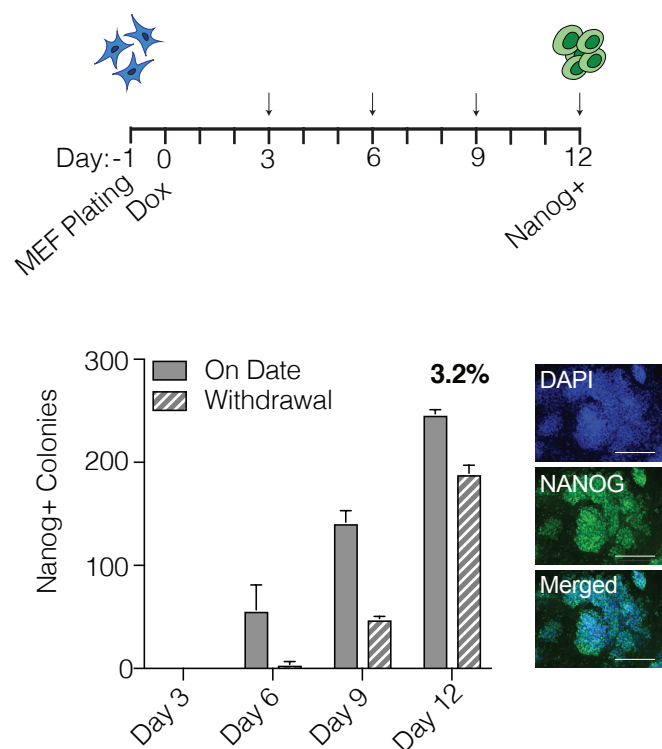 Day:-1 0 3 6 9 12
MEF Plating
Dox
Nanog+
300
200
100
0
Nanog+ Colonies
On Date
Withdrawal
3.2%
Day 3
Day 6
Day 9
Day 12
DAPI
NANOG
Merged